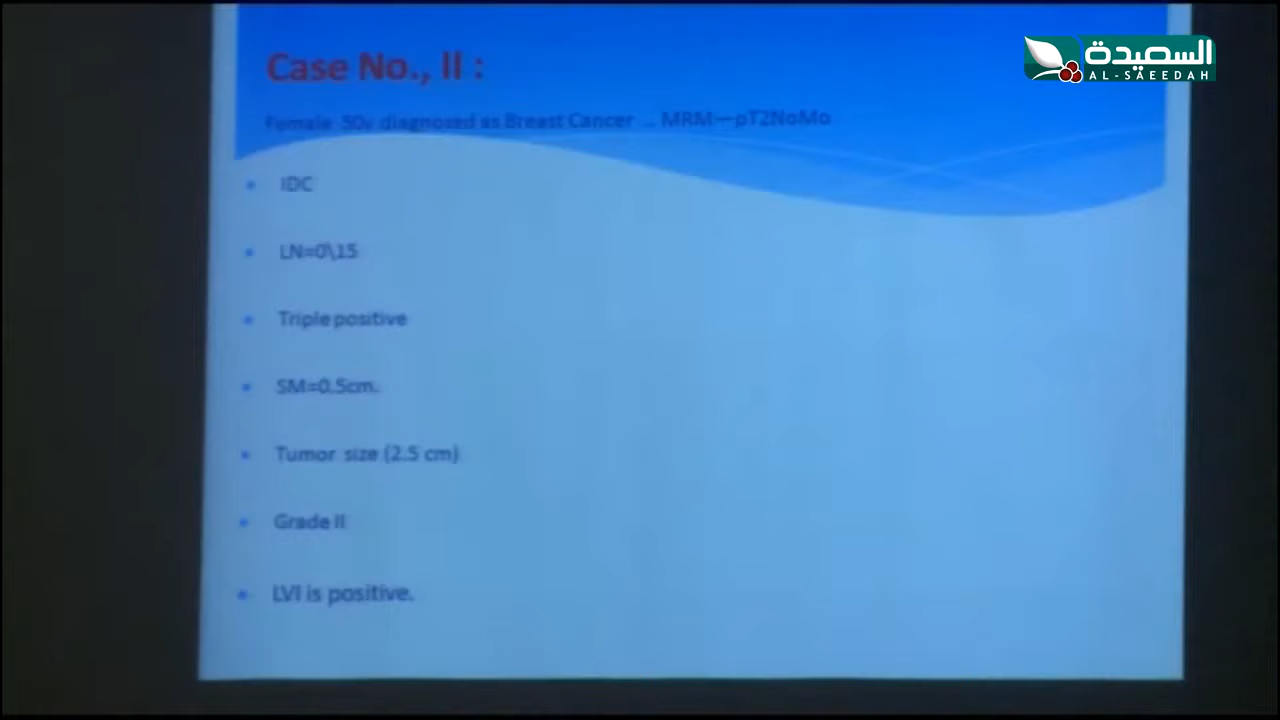 السعيدة
AL-SAEEDAH
Case No., II :
Female 50y diagnosed as Breast Cancer .. MRM—pT2NoMo
IDC
LN=0\15
Triple positive
SM=0.5cm.
Tumor size (2.5 cm)
Grade II
LVI is positive.